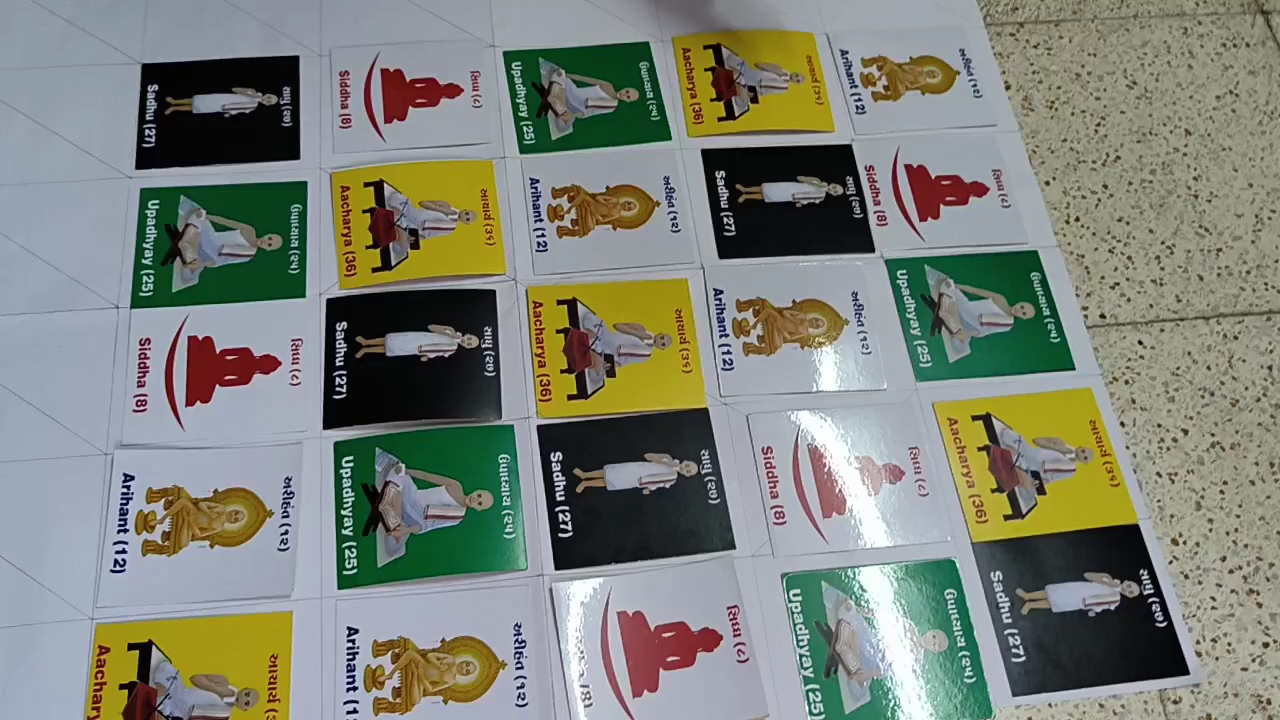 સાધુ (૨૭)
Sadhu (27)
સિધ્ધ (૮)
Siddha (8)
ઉપાધ્યાય (૨૫)
Upadhyay (25)
આચાર્ય (૩૬)
Aacharya (36)
અરીહંત (૧૨)
Arihant (12)
ઉપાધ્યાય (૨૫)
Upadhyay (25)
આચાર્ય (૩૬)
Aacharya (36)
અરીહંત (૧૨)
Arihant (12)
સાધુ (૨૭)
Sadhu (27)
સિધ્ધ (૮)
Siddha (8)
સિધ્ધ (૮)
Siddha (8)
સાધુ (૨૭)
Sadhu (27)
આચાર્ય (૩૬)
Aacharya (36)
અરીહંત (૧૨)
Arihant (12)
ઉપાધ્યાય (૨૫)
Upadhyay (25)
અરીહંત (૧૨)
Arihant (12)
ઉપાધ્યાય (૨૫)
Upadhyay (25)
સાધુ (૨૭)
Sadhu (27)
સિધ્ધ (૮)
Siddha (8)
આચાર્ય (૩૬)
Aacharya (36)
આચાર્ય
અરીહંત (૧૨)
Arihant
સિધ્ધ (૮)
(8)
ઉપાધ્યાય (૨૫)
Upadhyay (25)
સાધુ (૨૭)
Sadhu (27)